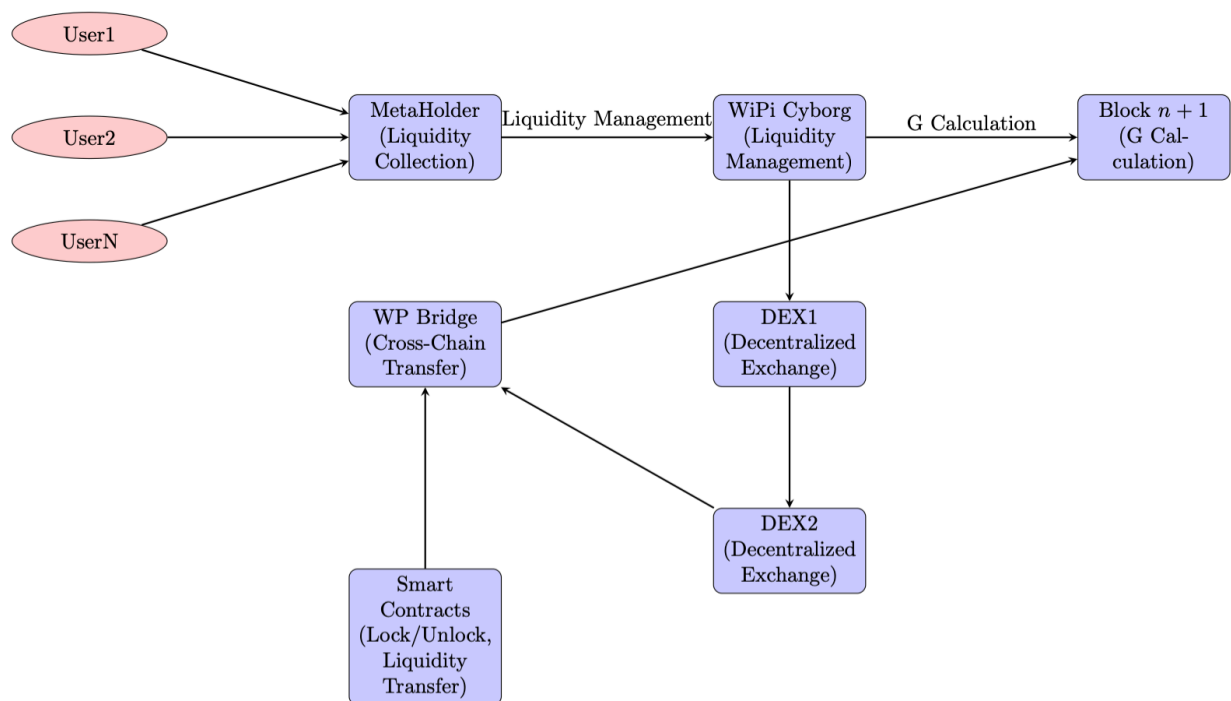 User1
User2
UserN
MetaHolder
(Liquidity
Collection)
Liquidity Management
WiPi Cyborg
(Liquidity
Management)
G Calculation
Block n + 1
(G Cal-
culation)
WP Bridge
(Cross-Chain
Transfer)
DEX1
(Decentralized
Exchange)
DEX2
(Decentralized
Exchange)
Smart
Contracts
(Lock/Unlock,
Liquidity
Transfer)